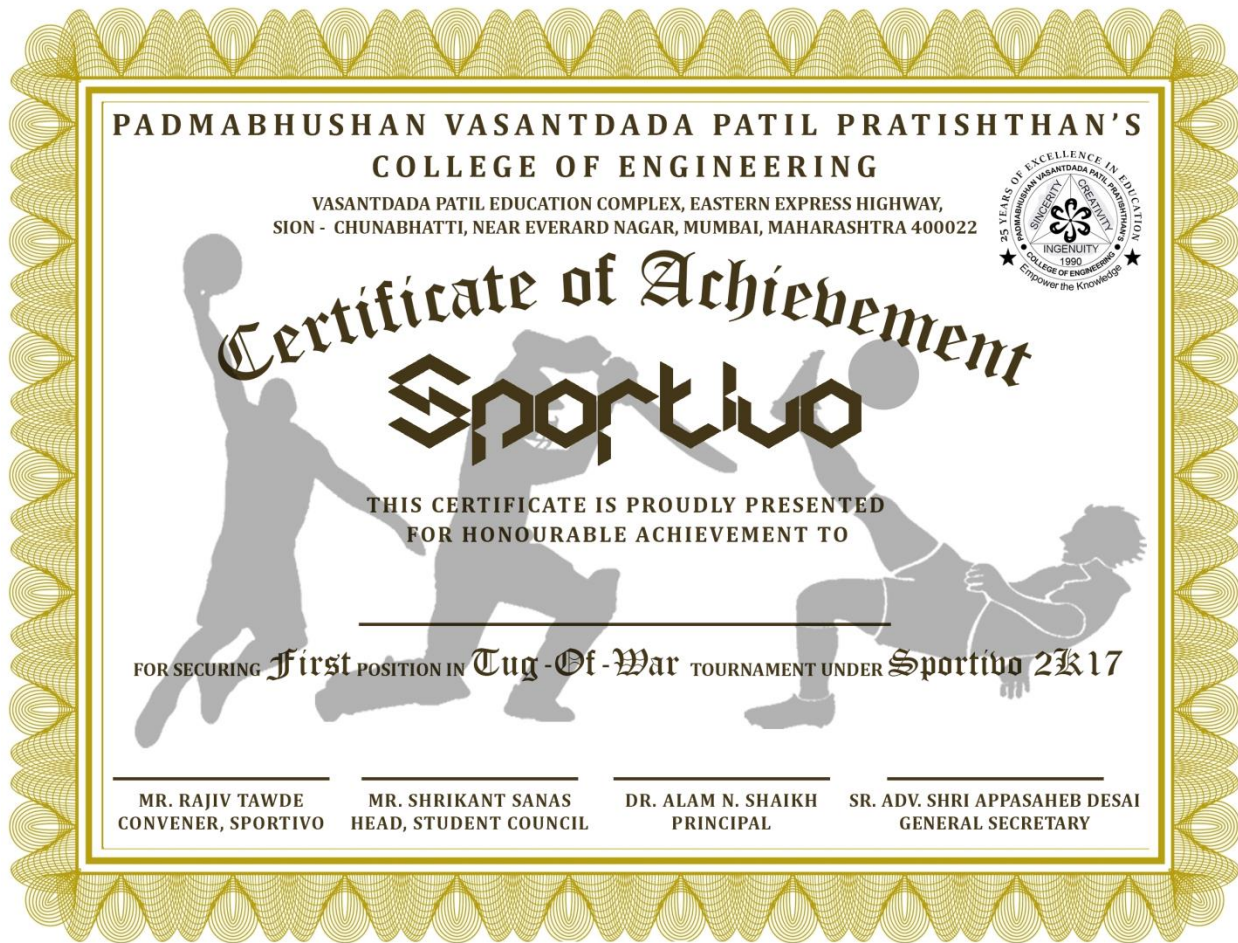 PADMABHUSHAN VASANTDADA PATIL PRATISHTHAN'S
COLLEGE OF ENGINEERING
VASANTDADA PATIL EDUCATION COMPLEX, EASTERN EXPRESS HIGHWAY,
SION - CHUNABHATTI, NEAR EVERARD NAGAR, MUMBAI, MAHARASHTRA 400022
25 YEARS OF EXCELLENCE IN EDUCATION
PADMABHUSHAN VASANTDADA PATIL PRATISHTHAN'S
SINCERITY
CREATIVITY
INGENUITY
1990
COLLEGE OF ENGINEERING
Empower the Knowledge
Certificate of Achievement
Sportivo
THIS CERTIFICATE IS PROUDLY PRESENTED
FOR HONOURABLE ACHIEVEMENT TO
FOR SECURING First POSITION IN Tug-Of-War TOURNAMENT UNDER Sportivo 2K17
MR. RAJIV TAWDE
CONVENER, SPORTIVO
MR. SHRIKANT SANAS
HEAD, STUDENT COUNCIL
DR. ALAM N. SHAIKH
PRINCIPAL
SR. ADV. SHRI APPASAHEB DESAI
GENERAL SECRETARY